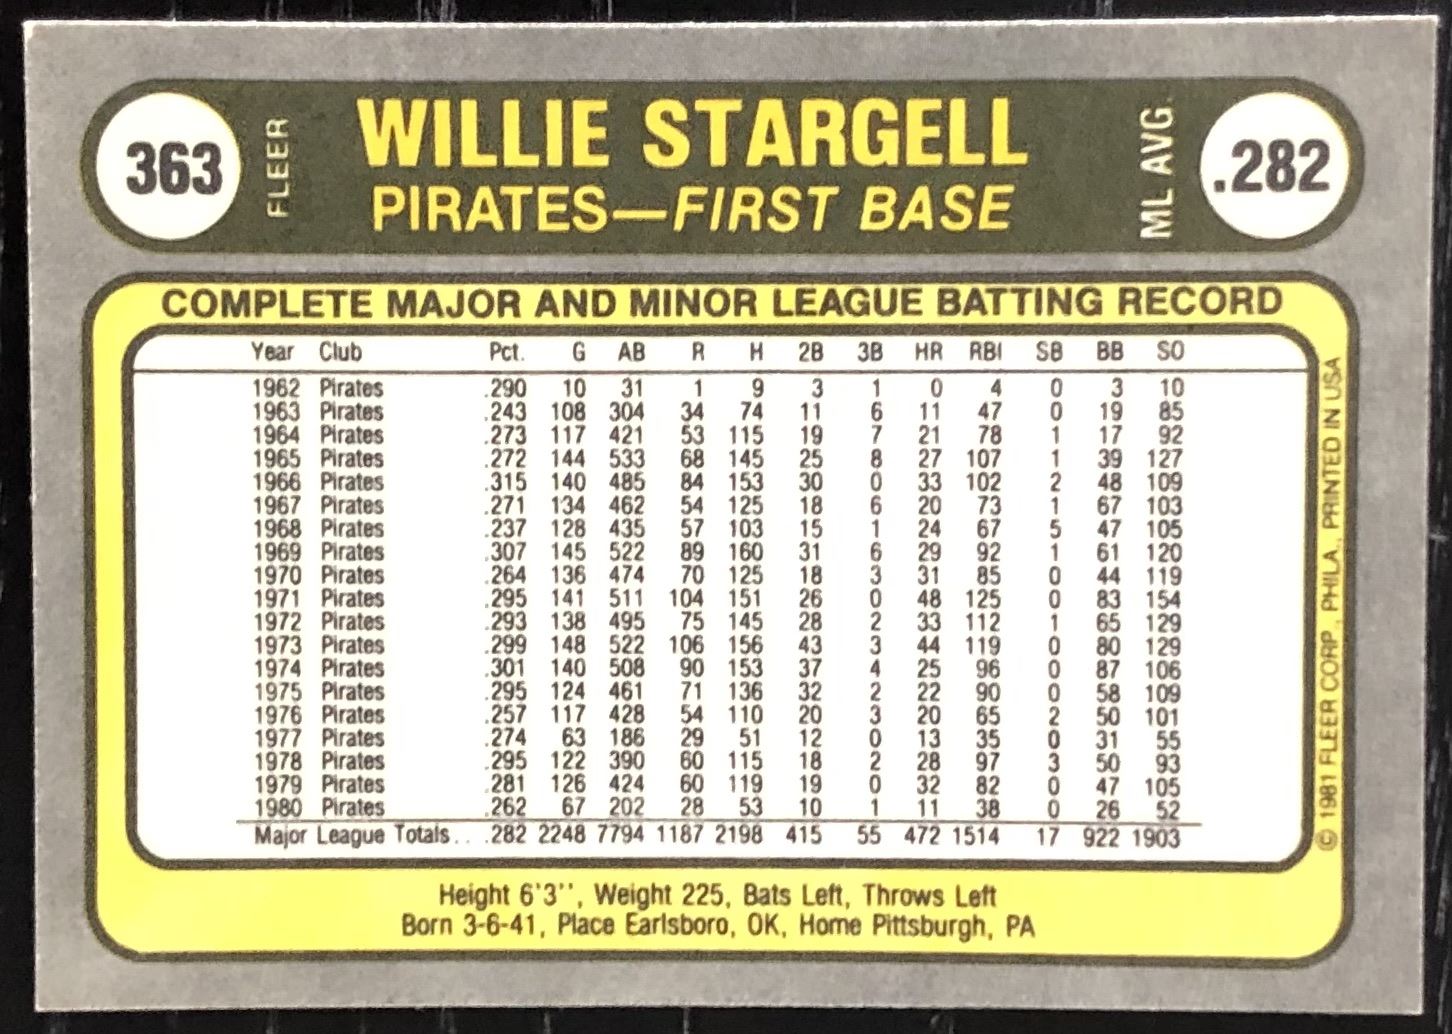 363
FLEER
WILLIE STARGELL
PIRATES—FIRST BASE
ML AVG.
.282
COMPLETE MAJOR AND MINOR LEAGUE BATTING RECORD
Year Club Pct. G AB R H 2B 3B HR RBI SB BB SO
1962 Pirates .290 10 31 1 9 3 1 0 4 0 3 10
1963 Pirates .243 108 304 34 74 11 6 11 47 0 19 85
1964 Pirates .273 117 421 53 115 19 7 21 78 1 17 92
1965 Pirates .272 144 533 68 145 25 8 27 107 1 39 127
1966 Pirates .315 140 485 84 153 30 0 33 102 2 48 109
1967 Pirates .271 134 462 54 125 18 6 20 73 1 67 103
1968 Pirates .237 128 435 57 103 15 1 24 67 5 47 105
1969 Pirates .307 145 522 89 160 31 6 29 92 1 61 120
1970 Pirates .264 136 474 70 125 18 3 31 85 0 44 119
1971 Pirates .295 141 511 104 151 26 0 48 125 0 83 154
1972 Pirates .293 138 495 75 145 28 2 33 112 1 65 129
1973 Pirates .299 148 522 106 156 43 3 44 119 0 80 129
1974 Pirates .301 140 508 90 153 37 4 25 96 0 87 106
1975 Pirates .295 124 461 71 136 32 2 22 90 0 58 109
1976 Pirates .257 117 428 54 110 20 3 20 65 2 50 101
1977 Pirates .274 63 186 29 51 12 0 13 35 0 31 55
1978 Pirates .295 122 390 60 115 18 2 28 97 3 50 93
1979 Pirates .281 126 424 60 119 19 0 32 82 0 47 105
1980 Pirates .262 67 202 28 53 10 1 11 38 0 26 52
Major League Totals . . .282 2248 7794 1187 2198 415 55 472 1514 17 922 1903
Height 6'3'', Weight 225, Bats Left, Throws Left
Born 3-6-41, Place Earlsboro, OK, Home Pittsburgh, PA
© 1981 FLEER CORP., PHILA., PRINTED IN USA